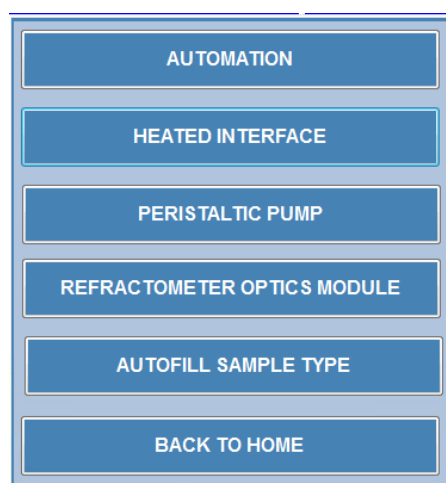 AUTOMATION
HEATED INTERFACE
PERISTALTIC PUMP
REFRACTOMETER OPTICS MODULE
AUTOFILL SAMPLE TYPE
BACK TO HOME